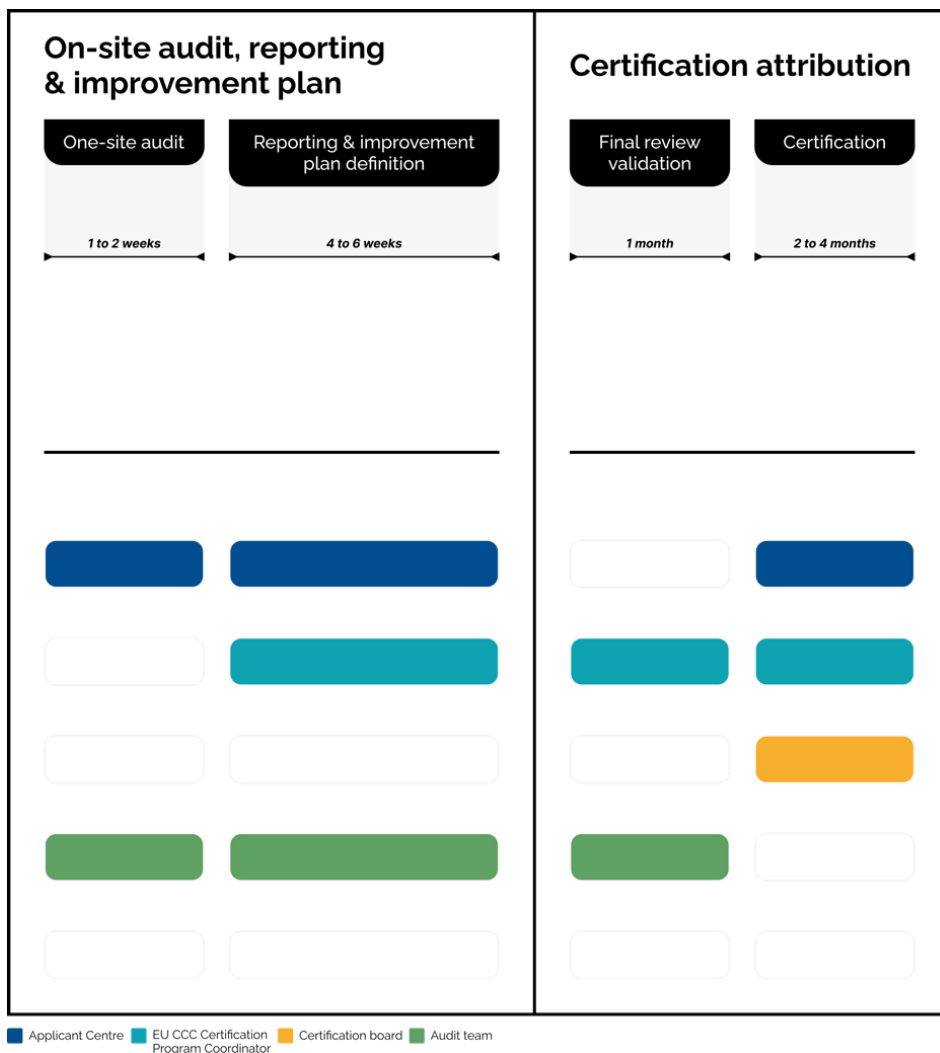 On-site audit, reporting
& improvement plan
Certification attribution
One-site audit
Reporting & improvement
plan definition
Final review
validation
Certification
1 to 2 weeks
4 to 6 weeks
1 month
2 to 4 months
Applicant Centre
EU CCC Certification
Program Coordinator
Certification board
Audit team